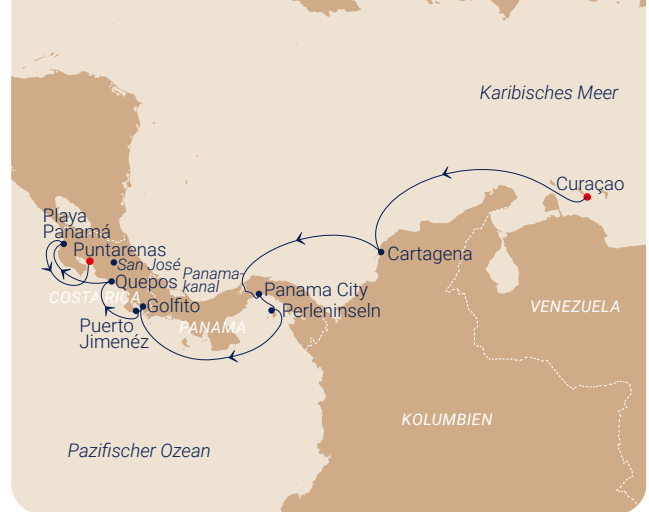 Karibisches Meer
Curaçao
Playa
Panamá
Puntarenas
San José
Cartagena
Panama-
kanal
Quepos
Panama City
COSTA RICA
Golfito
Perleninseln
VENEZUELA
Puerto
Jimenéz
PANAMA
KOLUMBIEN
Pazifischer Ozean